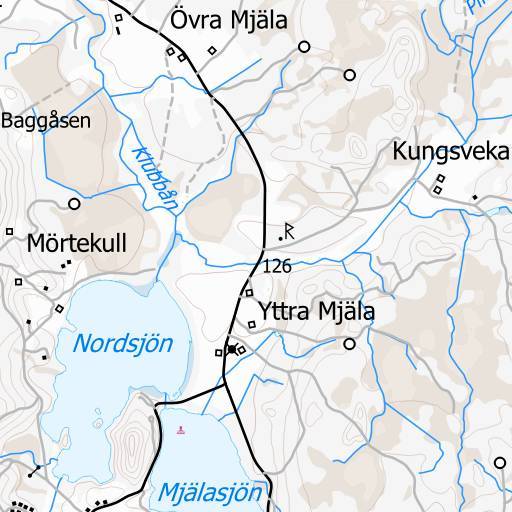 Övra Mjäla
Baggåsen
Klubbån
Kungsveka
Mörtekull
126
Yttra Mjäla
Nordsjön
Mjälasjön